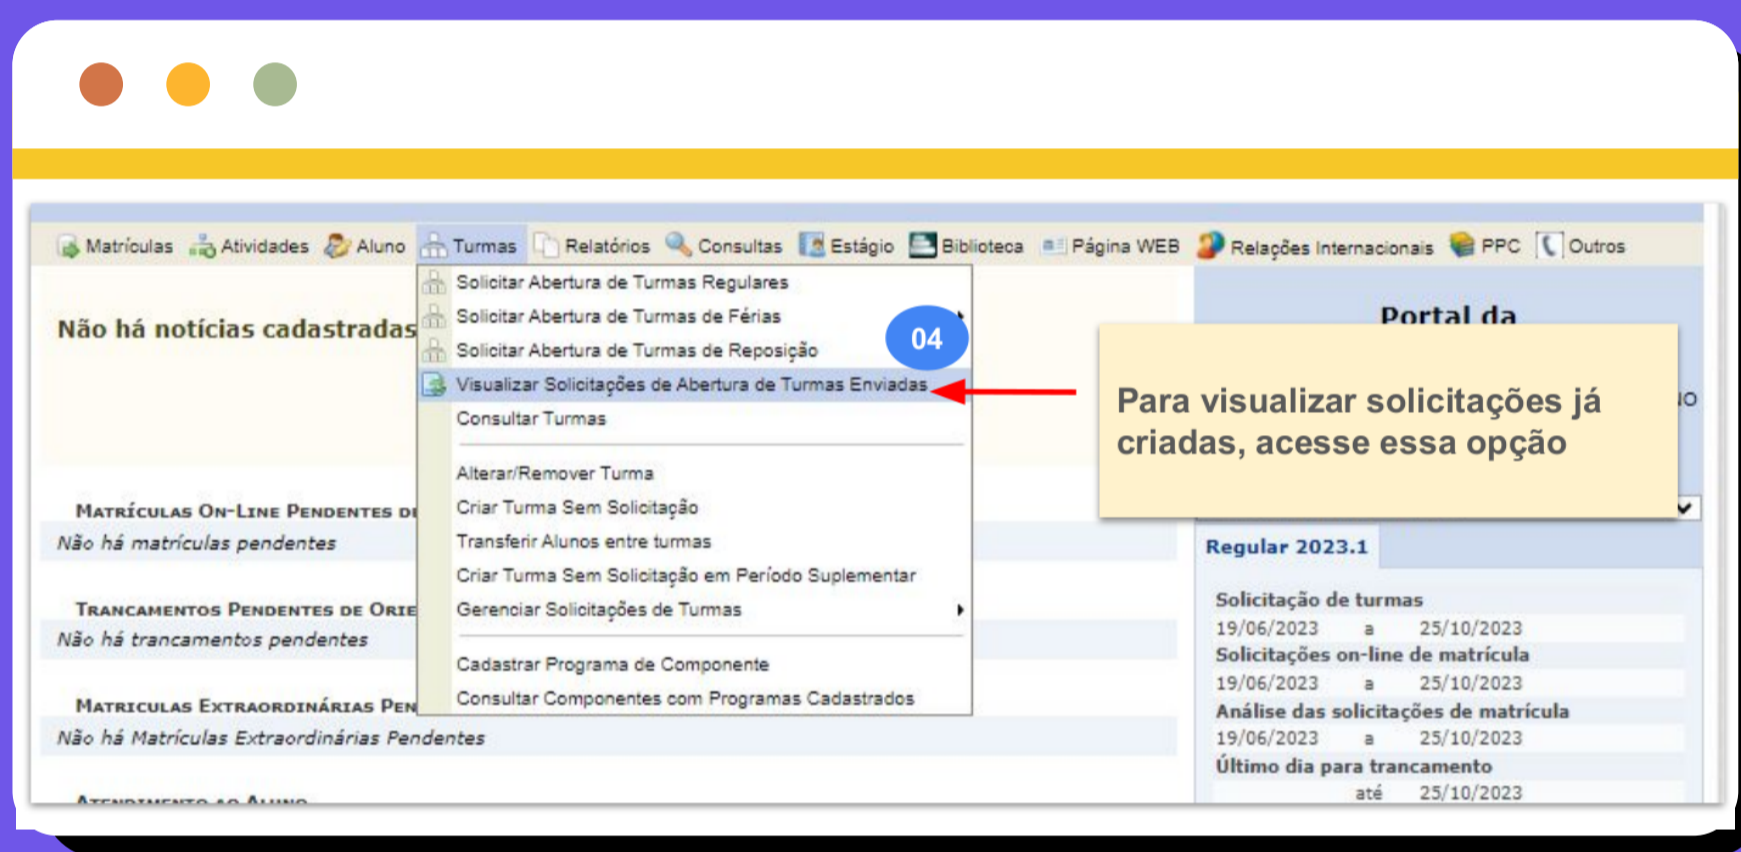 Matrículas Atividades Aluno Turmas Relatórios Consultas Estágio Biblioteca Página WEB Relações Internacionais PPC Outros
Não há notícias cadastradas
Solicitar Abertura de Turmas Regulares
Solicitar Abertura de Turmas de Férias
Solicitar Abertura de Turmas de Reposição
Visualizar Solicitações de Abertura de Turmas Enviadas
Consultar Turmas
Alterar/Remover Turma
Criar Turma Sem Solicitação
Transferir Alunos entre turmas
Criar Turma Sem Solicitação em Período Suplementar
Gerenciar Solicitações de Turmas
Cadastrar Programa de Componente
Consultar Componentes com Programas Cadastrados
04
Para visualizar solicitações já
criadas, acesse essa opção
MATRÍCULAS ON-LINE PENDENTES
Não há matrículas pendentes
TRANCAMENTOS PENDENTES DE
Não há trancamentos pendentes
MATRICULAS EXTRAORDINÁRIAS
Não há Matrículas Extraordinárias Pendentes
ATENDIMENTO AO ALUNO
Portal da
Regular 2023.1
Solicitação de turmas
19/06/2023 a 25/10/2023
Solicitações on-line de matrícula
19/06/2023 a 25/10/2023
Análise das solicitações de matrícula
19/06/2023 a 25/10/2023
Último dia para trancamento
até 25/10/2023